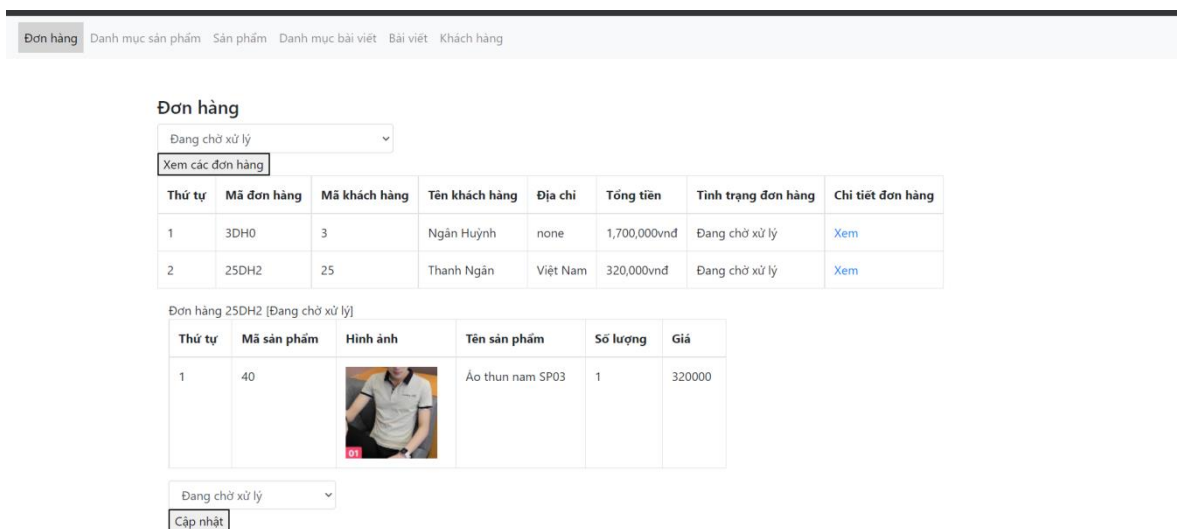 Đơn hàng Danh mục sản phẩm Sản phẩm Danh mục bài viết Bài viết Khách hàng
Đơn hàng
Đang chờ xử lý
Xem các đơn hàng
Thứ tự Mã đơn hàng Mã khách hàng Tên khách hàng Địa chỉ Tổng tiền Tình trạng đơn hàng Chi tiết đơn hàng
1 3DH0 3 Ngân Huỳnh none 1,700,000vnđ Đang chờ xử lý Xem
2 25DH2 25 Thanh Ngân Việt Nam 320,000vnđ Đang chờ xử lý Xem
Đơn hàng 25DH2 [Đang chờ xử lý]
Thứ tự Mã sản phẩm Hình ảnh Tên sản phẩm Số lượng Giá
1 40 Áo thun nam SP03 1 320000
01
Đang chờ xử lý
Cập nhật